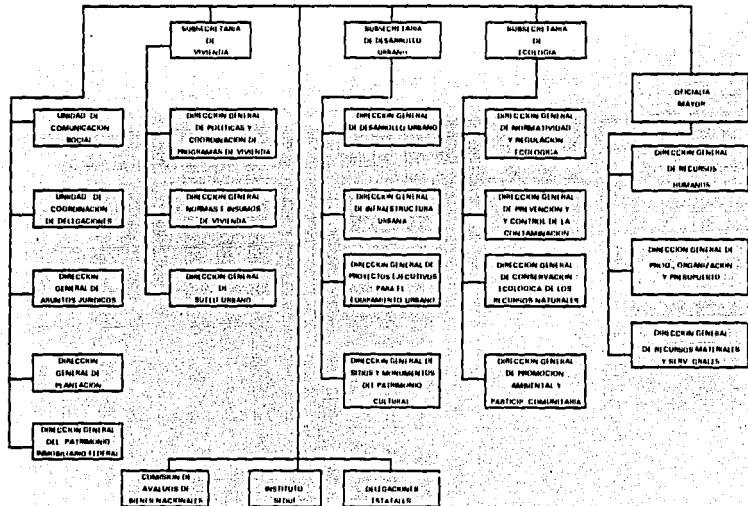 SUBSECRETARIA
DE
VIVIENDA
SUBSECRETARIA
DE DESARROLLO
URBANO
SUBSECRETARIA
DE
ECOLOGIA
OFICIALIA
MAYOR
UNIDAD DE
COMUNICACION
SOCIAL
UNIDAD DE
COORDINACION
DE DELEGACIONES
DIRECCION
GENERAL DE
ASUNTOS JURIDICOS
DIRECCION
GENERAL DE
PLANEACION
DIRECCION GENERAL
DEL PATRIMONIO
INMOBILIARIO FEDERAL
DIRECCION GENERAL
DE POLITICAS Y
COORDINACION DE
PROGRAMAS DE VIVIENDA
DIRECCION GENERAL
NORMAS E INSUMOS
DE VIVIENDA
DIRECCION GENERAL
DE
SUELO URBANO
DIRECCION GENERAL
DE DESARROLLO URBANO
DIRECCION GENERAL
DE INFRAESTRUCTURA
URBANA
DIRECCION GENERAL DE
PROYECTOS EJECUTIVOS
PARA EL
EQUIPAMIENTO URBANO
DIRECCION GENERAL DE
SITIOS Y MONUMENTOS
DEL PATRIMONIO
CULTURAL
DIRECCION GENERAL
DE NORMATIVIDAD
Y REGULACION
ECOLOGICA
DIRECCION GENERAL
DE PREVENCION Y
Y CONTROL DE LA
CONTAMINACION
DIRECCION GENERAL
DE CONSERVACION
ECOLOGICA DE LOS
RECURSOS NATURALES
DIRECCION GENERAL
DE PROMOCION
AMBIENTAL Y
PARTICIP COMUNITARIA
DIRECCION GENERAL
DE RECURSOS
HUMANOS
DIRECCION GENERAL DE
ORGANIZACION
Y PRESUPUESTO
DIRECCION GENERAL
DE RECURSOS MATERIALES
Y SERV. GRALES
COMISION DE
AVALUOS DE
BIENES NACIONALES
INSTITUTO
SEDUE
DELEGACIONES
ESTATALES